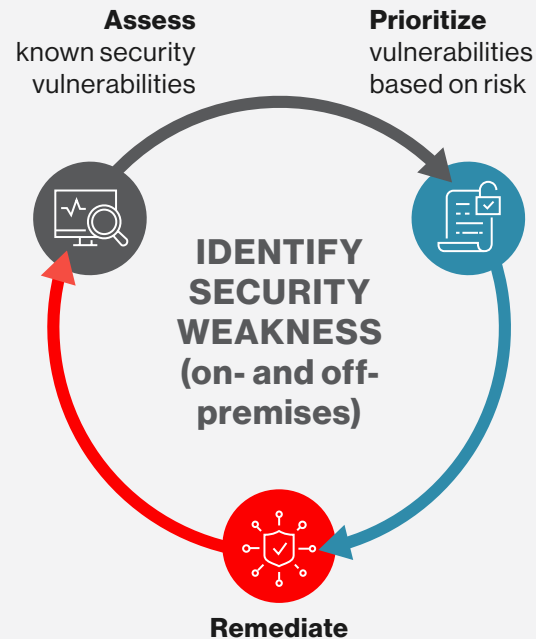 Assess
known security
vulnerabilities
Prioritize
vulnerabilities
based on risk
IDENTIFY
SECURITY
WEAKNESS
(on- and off-
premises)
Remediate